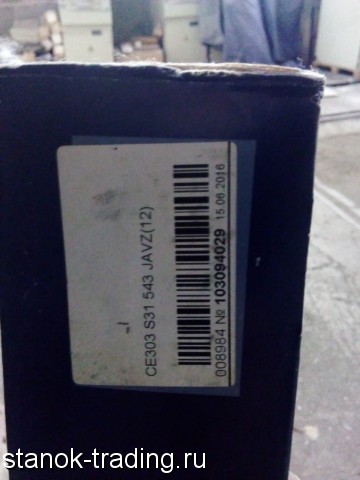 CE303 S31 543 JAVZ(12)
008984 № 103094029 15.06.2016
stanok-trading.ru